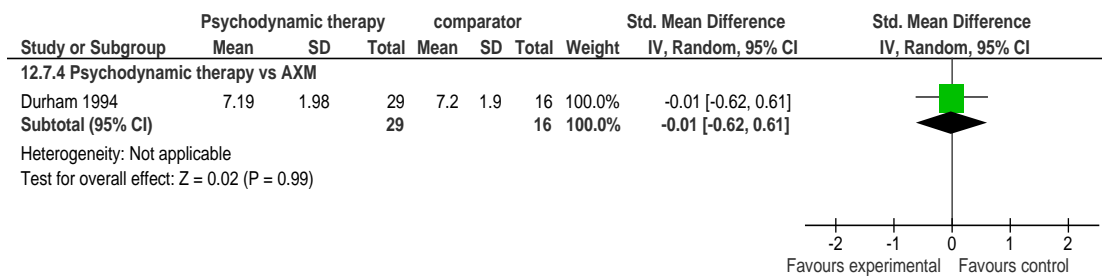 Psychodynamic therapy comparator Std. Mean Difference Std. Mean Difference
Study or Subgroup Mean SD Total Mean SD Total Weight IV, Random, 95% CI IV, Random, 95% CI
12.7.4 Psychodynamic therapy vs AXM
Durham 1994 7.19 1.98 29 7.2 1.9 16 100.0% -0.01 [-0.62, 0.61]
Subtotal (95% CI) 29 16 100.0% -0.01 [-0.62, 0.61]
Heterogeneity: Not applicable
Test for overall effect: Z = 0.02 (P = 0.99)
-2 -1 0 1 2
Favours experimental Favours control